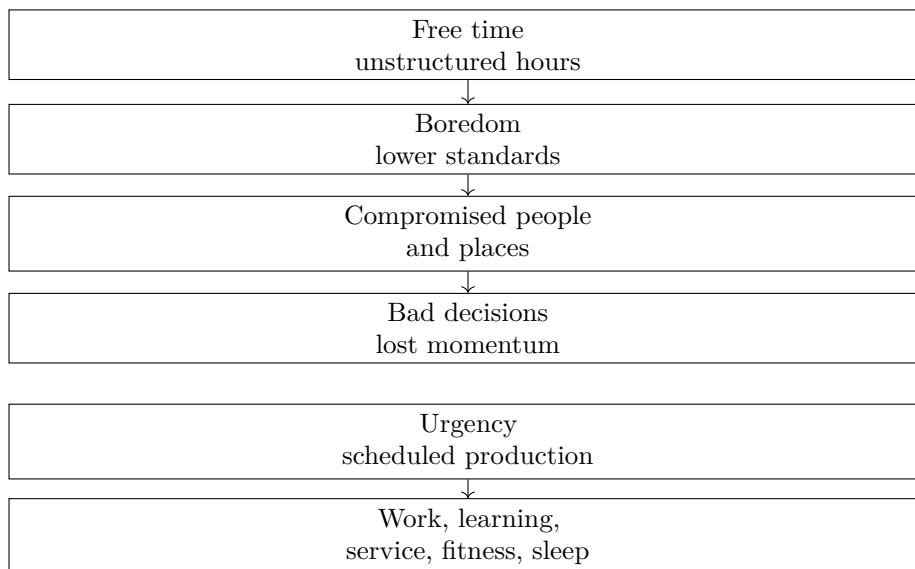 Free time
unstructured hours
Boredom
lower standards
Compromised people
and places
Bad decisions
lost momentum
Urgency
scheduled production
Work, learning,
service, fitness, sleep